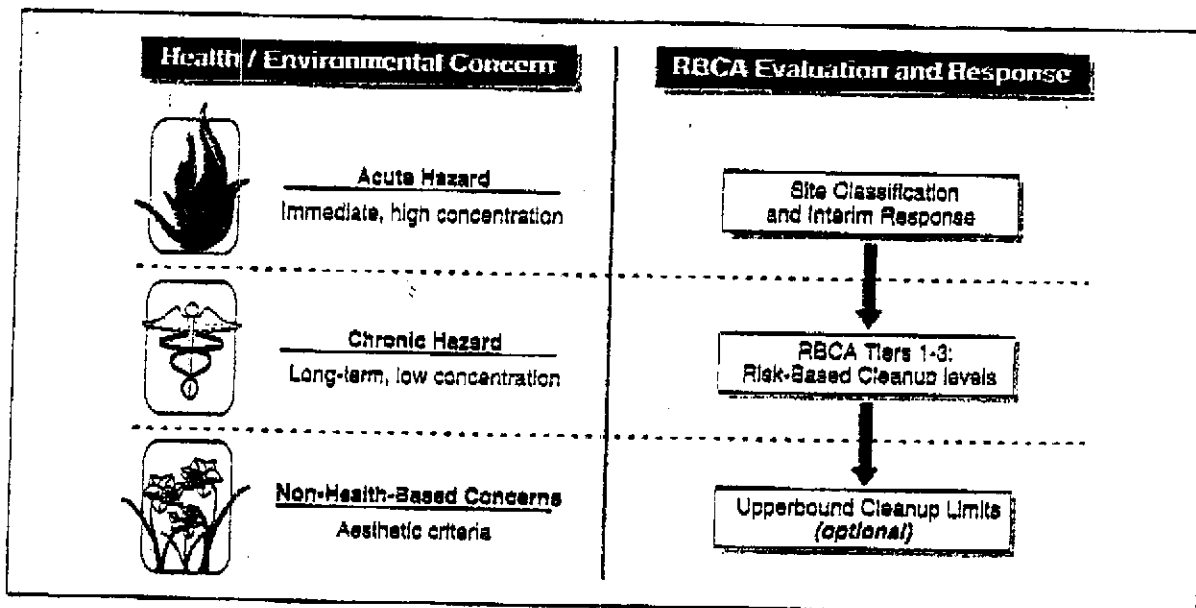 Health / Environmental Concern
RBCA Evaluation and Response
Acute Hazard
Immediate, high concentration
Site Classification
and Interim Response
Chronic Hazard
Long-term, low concentration
RBCA Tiers 1-3:
Risk-Based Cleanup levels
Non-Health-Based Concerns
Aesthetic criteria
Upperbound Cleanup Limits
(optional)